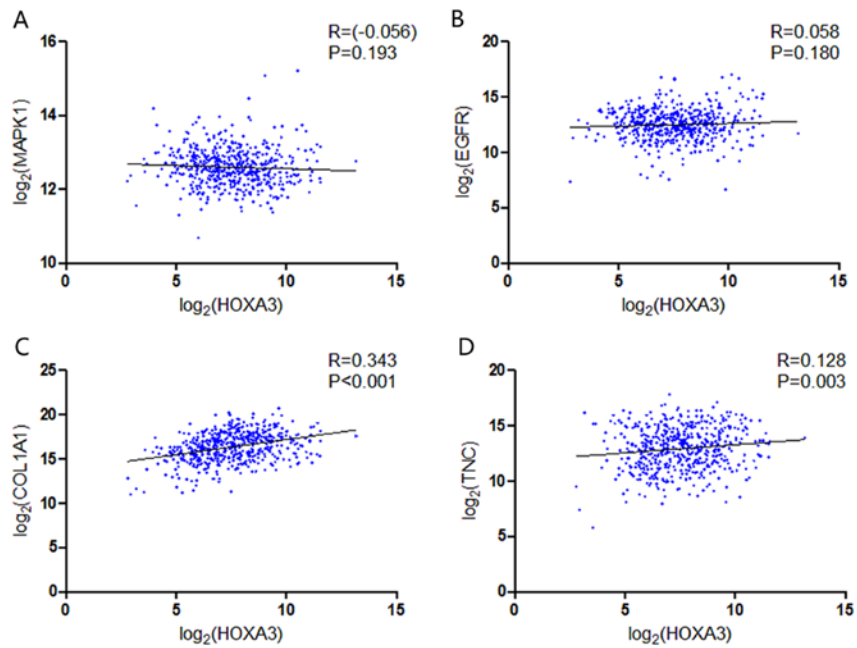 A
R=(-0.056)
P=0.193
log2(MAPK1)
16
14
12
10
0
5
10
15
log2(HOXA3)
B
R=0.058
P=0.180
log2(EGFR)
20
15
10
5
0
0
5
10
15
log2(HOXA3)
C
R=0.343
P<0.001
log2(COL1A1)
25
20
15
10
5
0
0
5
10
15
log2(HOXA3)
D
R=0.128
P=0.003
log2(TNC)
20
15
10
5
0
0
5
10
15
log2(HOXA3)